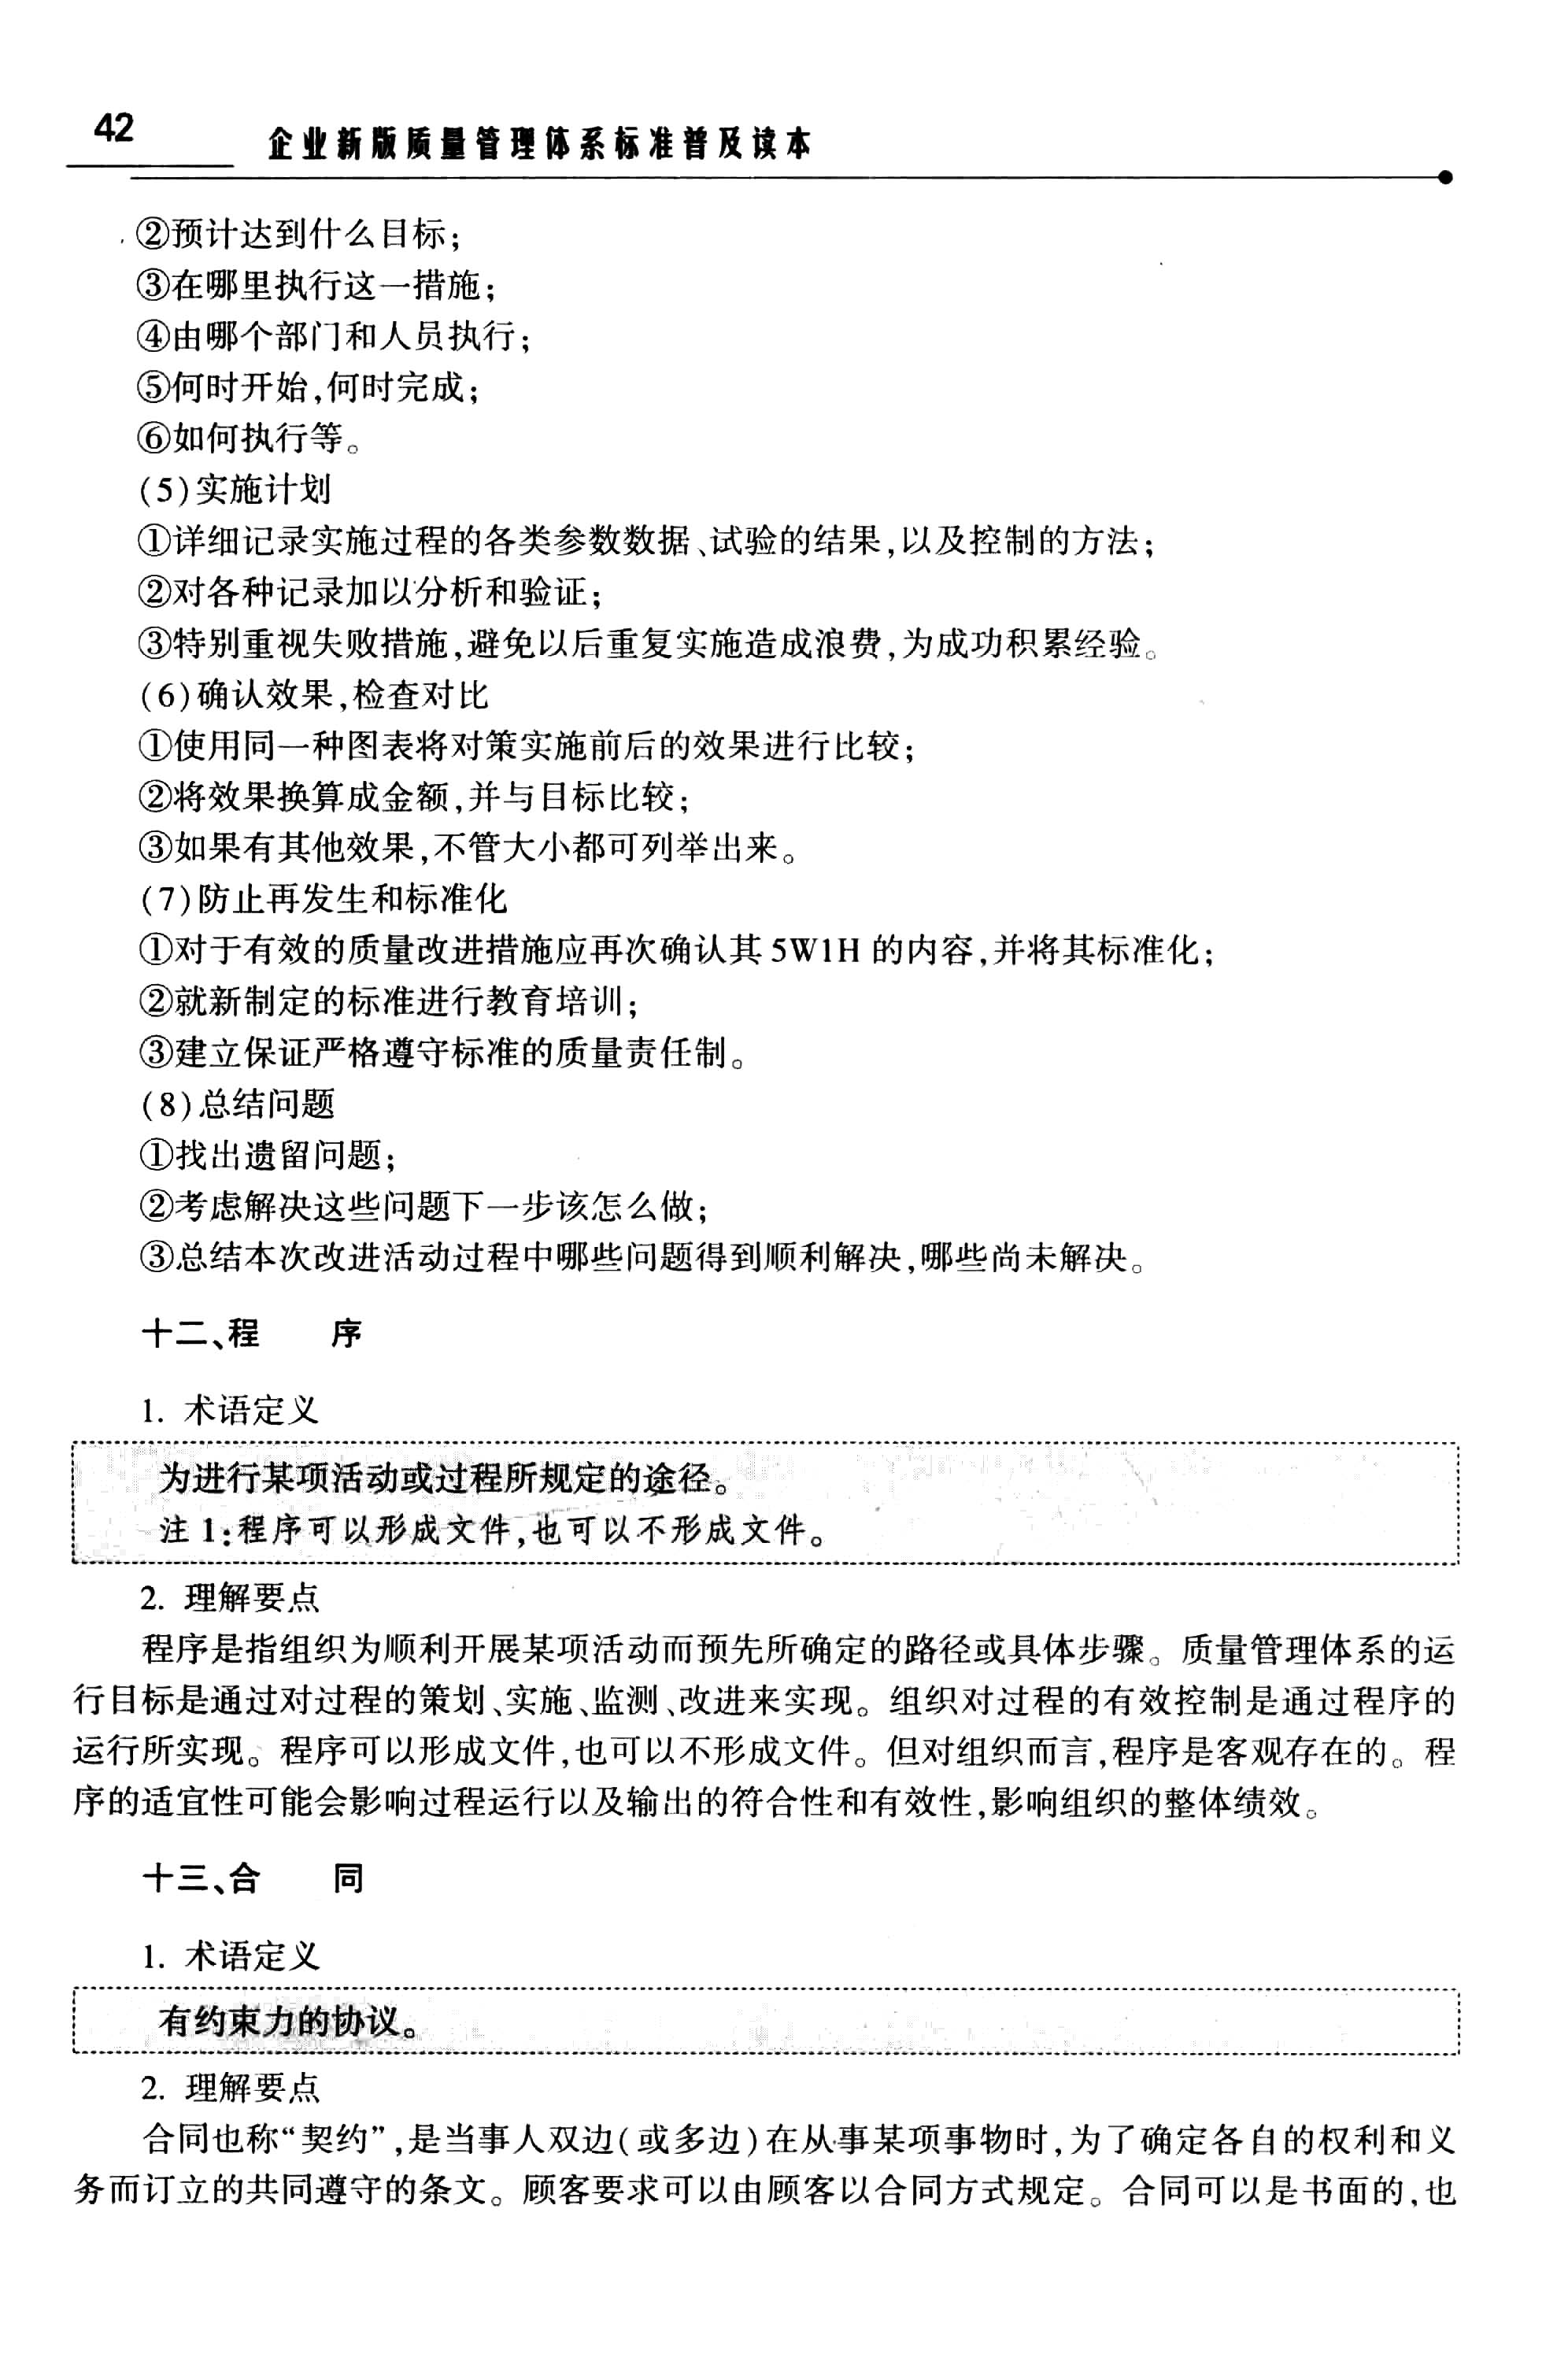 42
企业新版质量管理体系标准普及读本
②预计达到什么目标;
③在哪里执行这一措施;
④由哪个部门和人员执行;
⑤何时开始,何时完成;
⑥如何执行等。
(5)实施计划
①详细记录实施过程的各类参数数据、试验的结果,以及控制的方法;
②对各种记录加以分析和验证;
③特别重视失败措施,避免以后重复实施造成浪费,为成功积累经验。
(6)确认效果,检查对比
①使用同一种图表将对策实施前后的效果进行比较;
②将效果换算成金额,并与目标比较;
③如果有其他效果,不管大小都可列举出来。
(7)防止再发生和标准化
①对于有效的质量改进措施应再次确认其 5W1H 的内容,并将其标准化;
②就新制定的标准进行教育培训;
③建立保证严格遵守标准的质量责任制。
(8)总结问题
①找出遗留问题;
②考虑解决这些问题下一步该怎么做;
③总结本次改进活动过程中哪些问题得到顺利解决,哪些尚未解决。
十二、程 序
1. 术语定义
为进行某项活动或过程所规定的途径。
注 1:程序可以形成文件,也可以不形成文件。
2. 理解要点
程序是指组织为顺利开展某项活动而预先所确定的路径或具体步骤。质量管理体系的运
行目标是通过对过程的策划、实施、监测、改进来实现。组织对过程的有效控制是通过程序的
运行所实现。程序可以形成文件,也可以不形成文件。但对组织而言,程序是客观存在的。程
序的适宜性可能会影响过程运行以及输出的符合性和有效性,影响组织的整体绩效。
十三、合 同
1. 术语定义
有约束力的协议。
2. 理解要点
合同也称“契约”,是当事人双边(或多边)在从事某项事物时,为了确定各自的权利和义
务而订立的共同遵守的条文。顾客要求可以由顾客以合同方式规定。合同可以是书面的,也